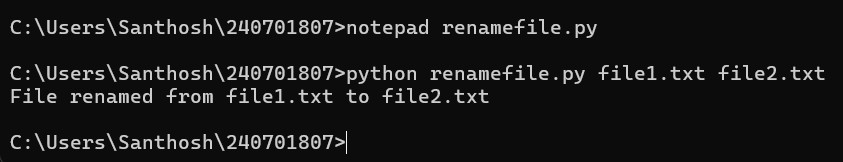 C:\Users\Santhosh\240701807>notepad renamefile.py
C:\Users\Santhosh\240701807>python renamefile.py file1.txt file2.txt
File renamed from file1.txt to file2.txt
C:\Users\Santhosh\240701807>